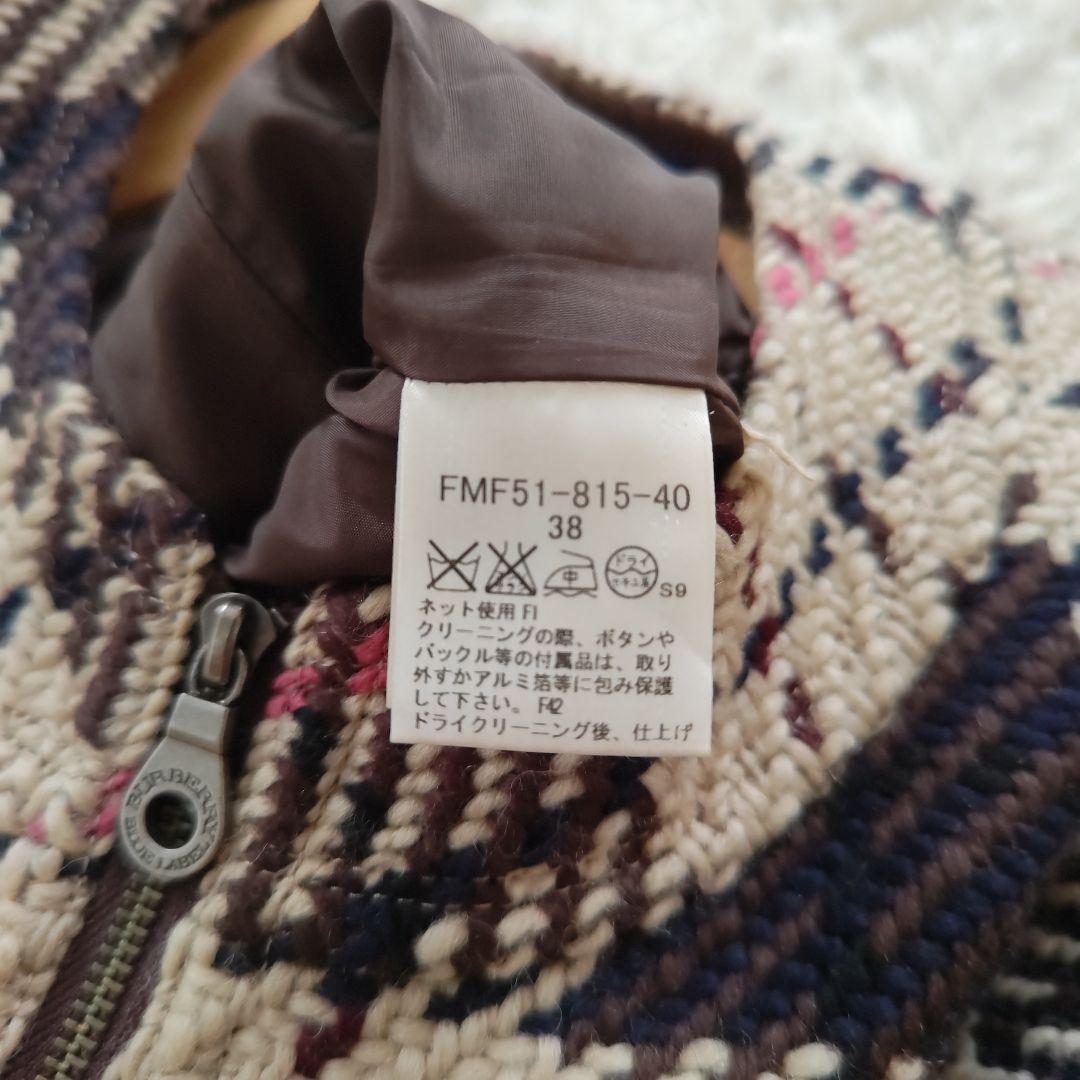 FMF51-815-40
38
中 ドライ
S9
ネット使用 F1
クリーニングの際、ボタンや
バックル等の付属品は、取り
外すかアルミ箔等に包み保護
して下さい。 F42
ドライクリーニング後、仕上げ
BURBERRY BLUE LABEL